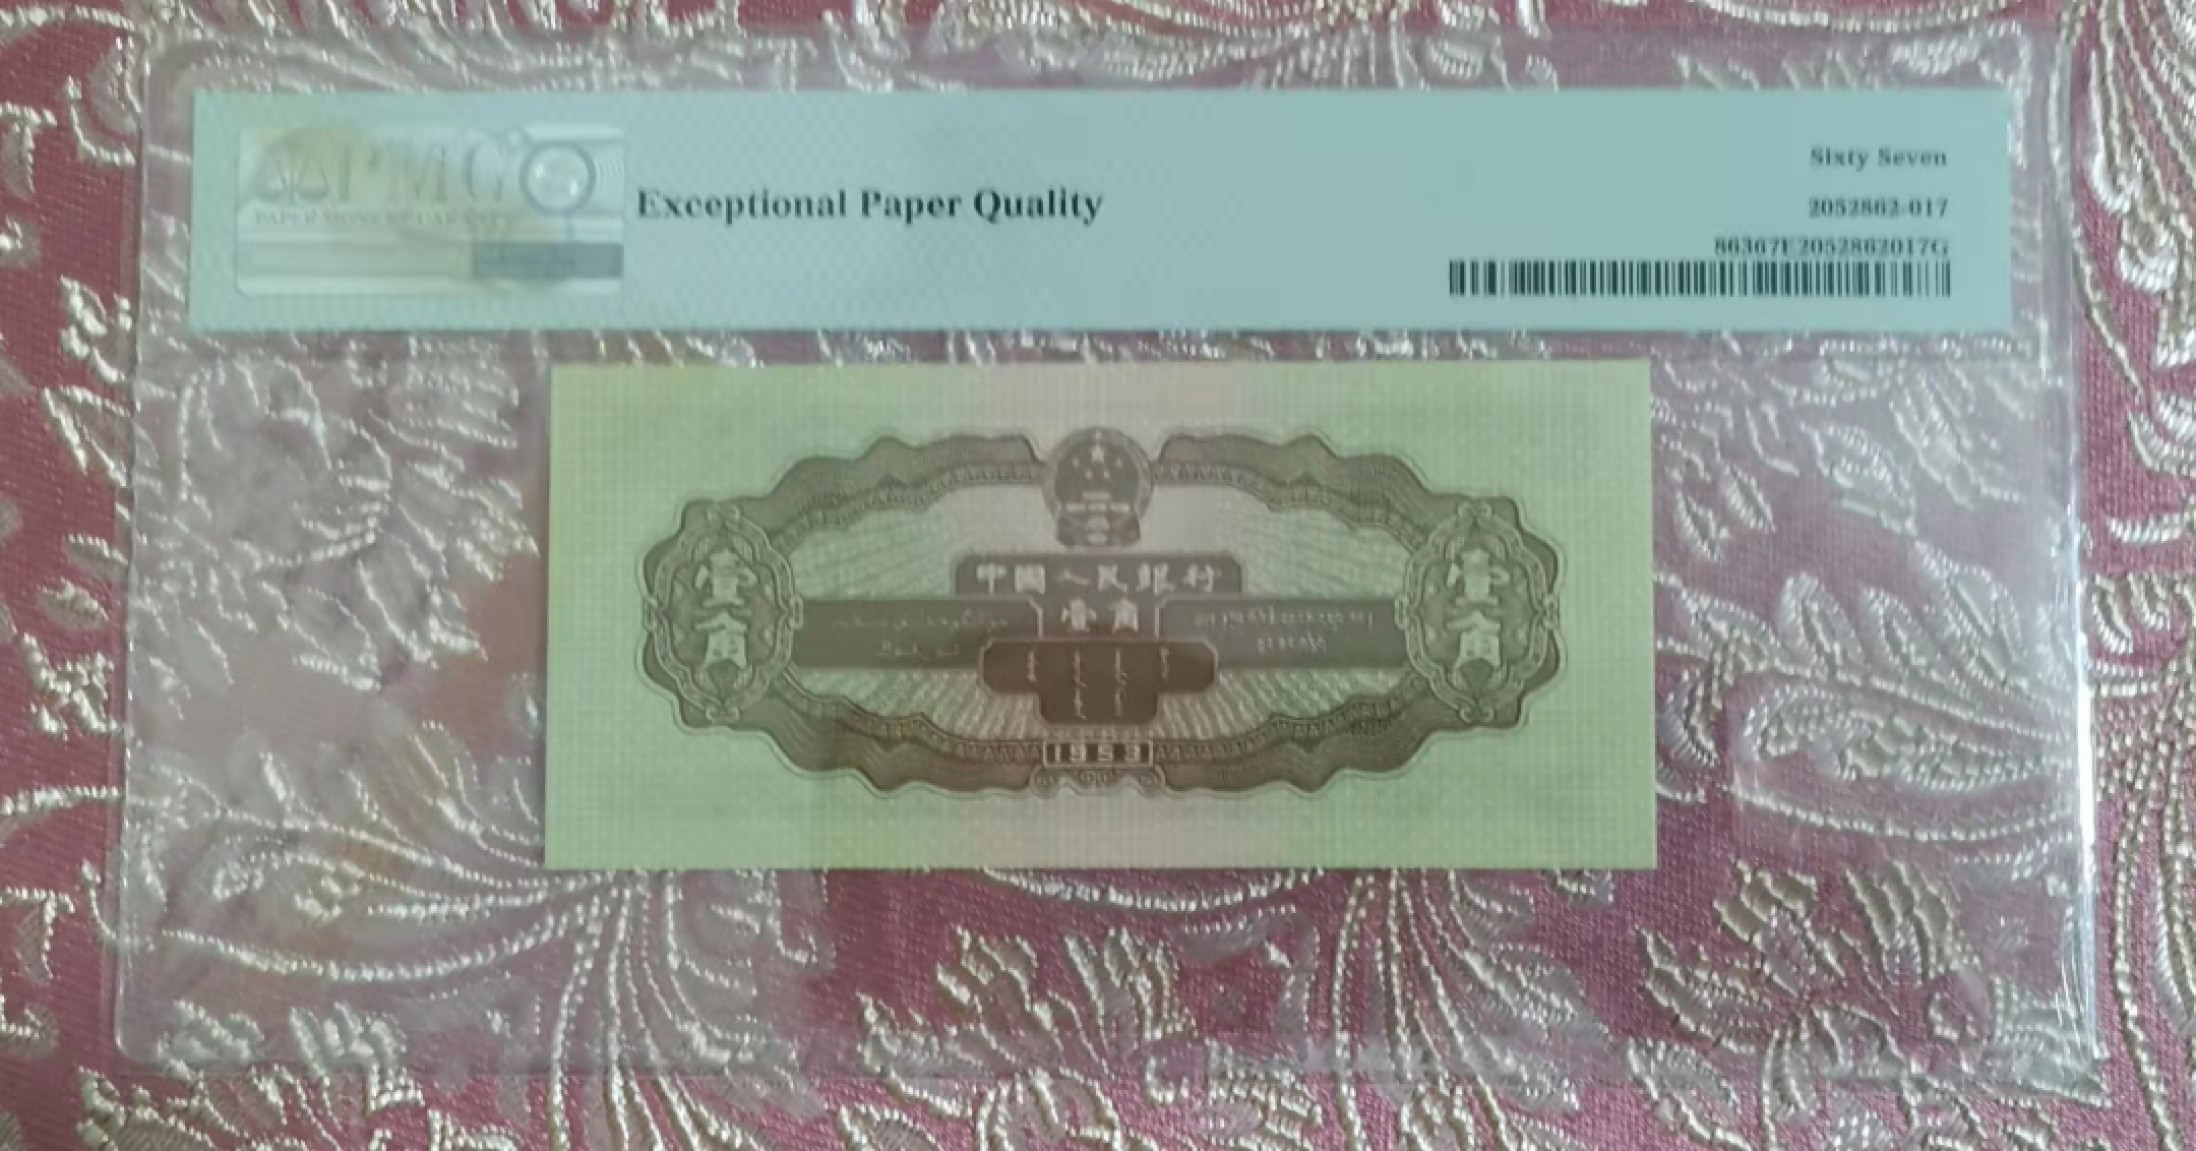 PMG
Exceptional Paper Quality
Sixty Seven
2052862-017
86367E2052862017G
中國人民銀行
壹角
壹角
壹角
1953